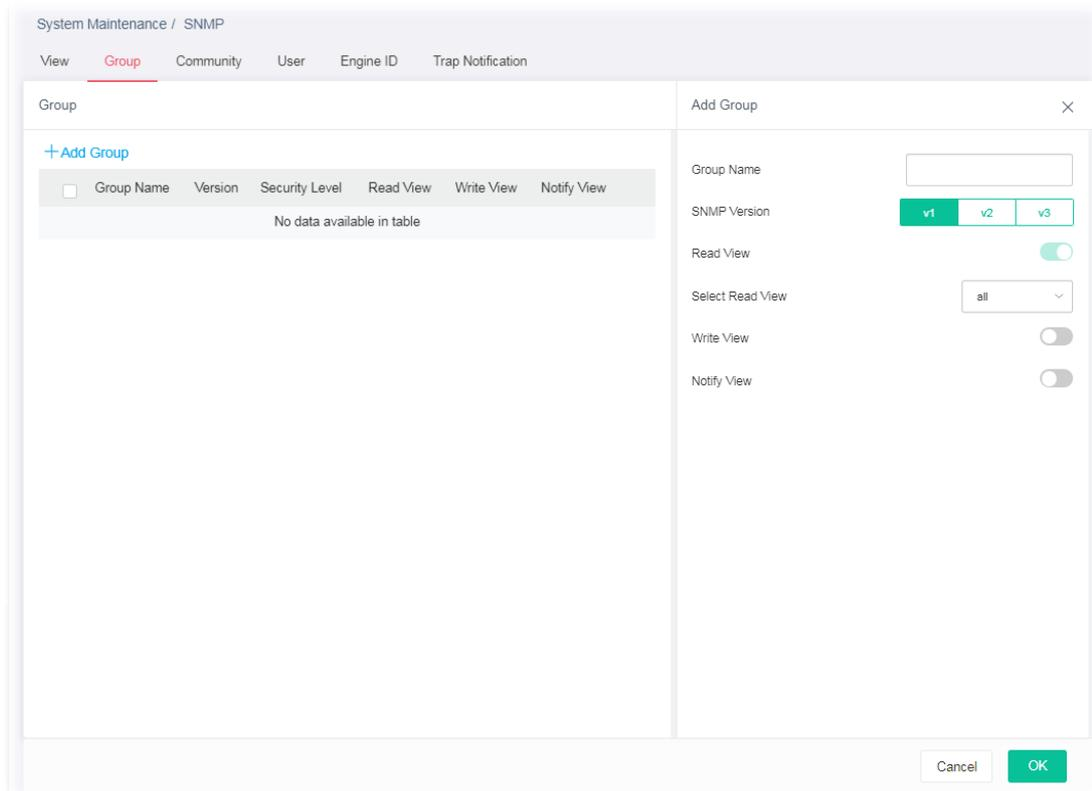 System Maintenance / SNMP
View Group Community User Engine ID Trap Notification
Group
+Add Group
Group Name Version Security Level Read View Write View Notify View
No data available in table
Add Group
Group Name
SNMP Version v1 v2 v3
Read View
Select Read View all
Write View
Notify View
Cancel OK